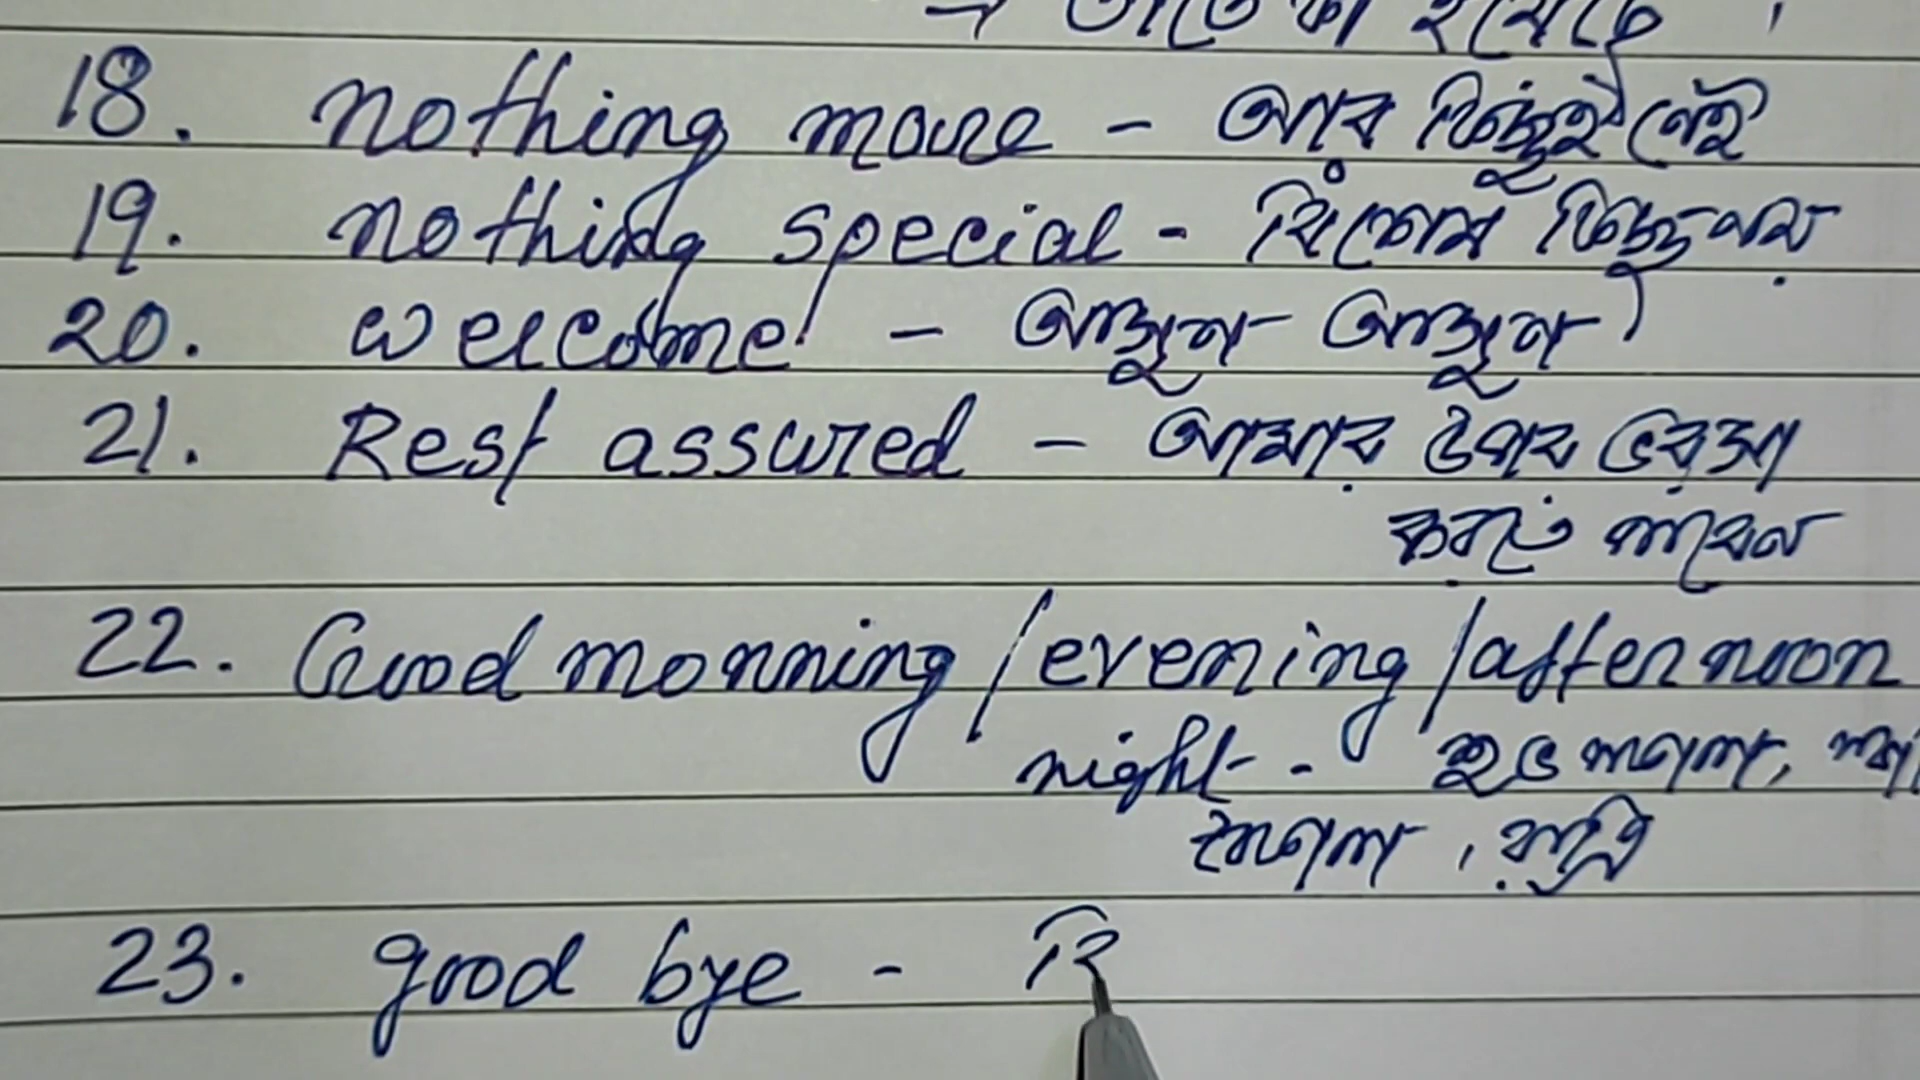 18. nothing more - আর কিছুই নেই
19. nothing special - বিশেষ কিছু নয়
20. welcome! - আসুন আসুন
21. Rest assured - আমার উপর ভরসা
করতে পারেন
22. Good morning / evening / afternoon
night -
রাত্রি
23. good bye - বি